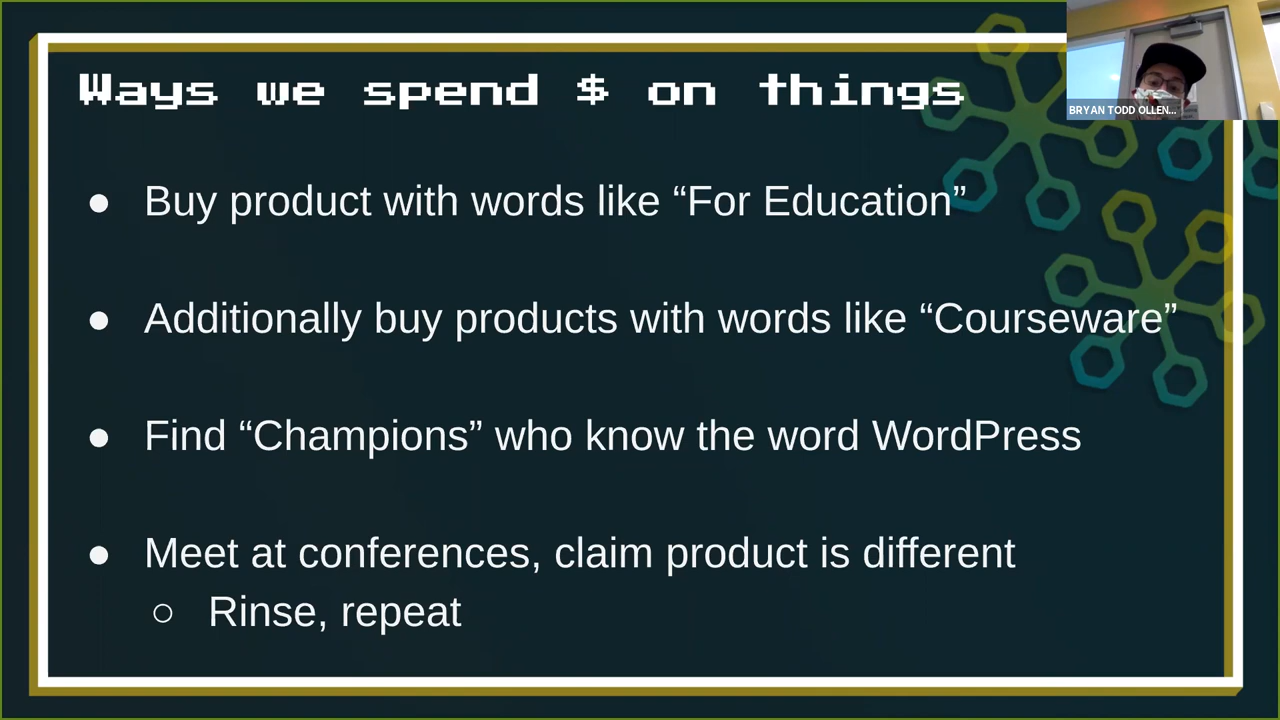 Ways we spend $ on things
BRYAN TODD OLLEN...
● Buy product with words like “For Education”
● Additionally buy products with words like “Courseware”
● Find “Champions” who know the word WordPress
● Meet at conferences, claim product is different
○ Rinse, repeat